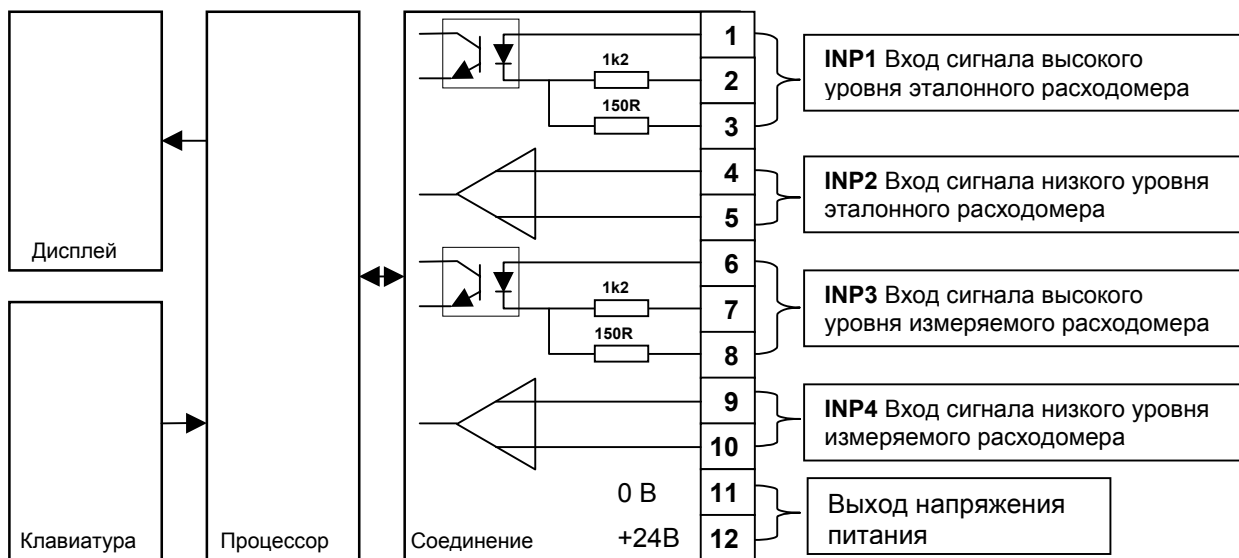 Дисплей
Клавиатура
Процессор
Соединение
1k2
150R
1k2
150R
0 В
+24В
1
2
3
4
5
6
7
8
9
10
11
12
INP1 Вход сигнала высокого
уровня эталонного расходомера
INP2 Вход сигнала низкого уровня
эталонного расходомера
INP3 Вход сигнала высокого
уровня измеряемого расходомера
INP4 Вход сигнала низкого уровня
измеряемого расходомера
Выход напряжения
питания